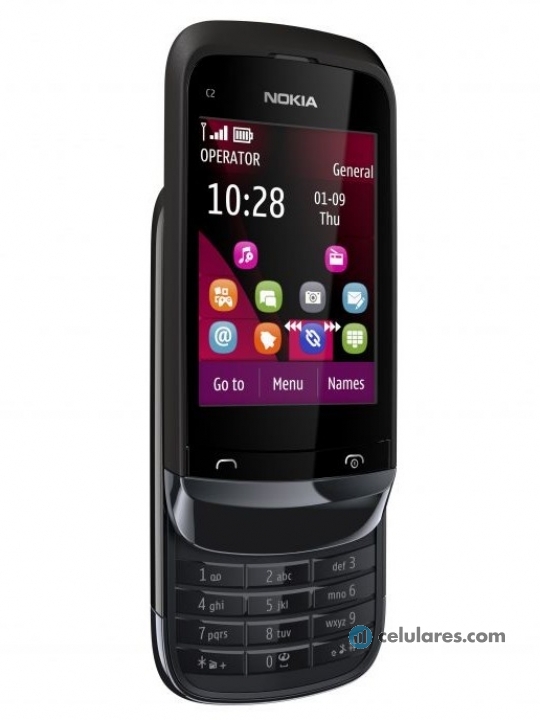 C2
NOKIA
OPERATOR
General
10:28
01-09
Thu
@
Go to
Menu
Names
1
2 abc
def 3
4 ghi
5 jkl
mno 6
7 pqrs
8 tuv
wxyz 9
* +
0
#
celulares.com